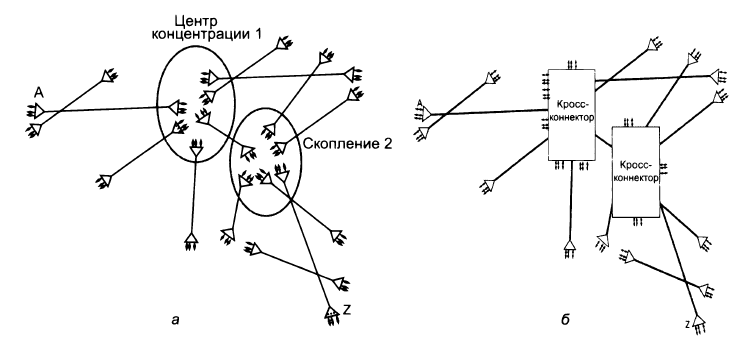 Центр
концентрации 1
А
Скопление 2
Z
а
А
Кросс-
коннектор
Кросс-
коннектор
Z
б